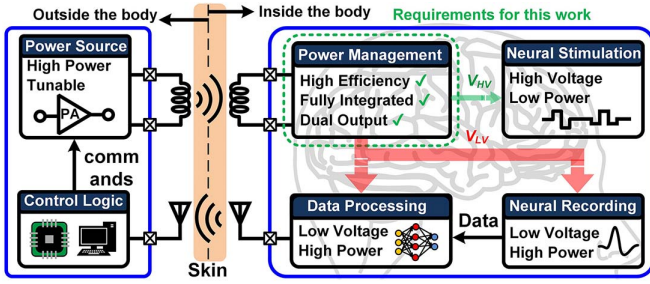 Outside the body
Inside the body
Requirements for this work
Power Source
High Power
Tunable
PA
comm
ands
Control Logic
Skin
Power Management
High Efficiency ✓
Fully Integrated ✓
Dual Output ✓
V_HV
Neural Stimulation
High Voltage
Low Power
V_LV
Data Processing
Low Voltage
High Power
Data
Neural Recording
Low Voltage
High Power